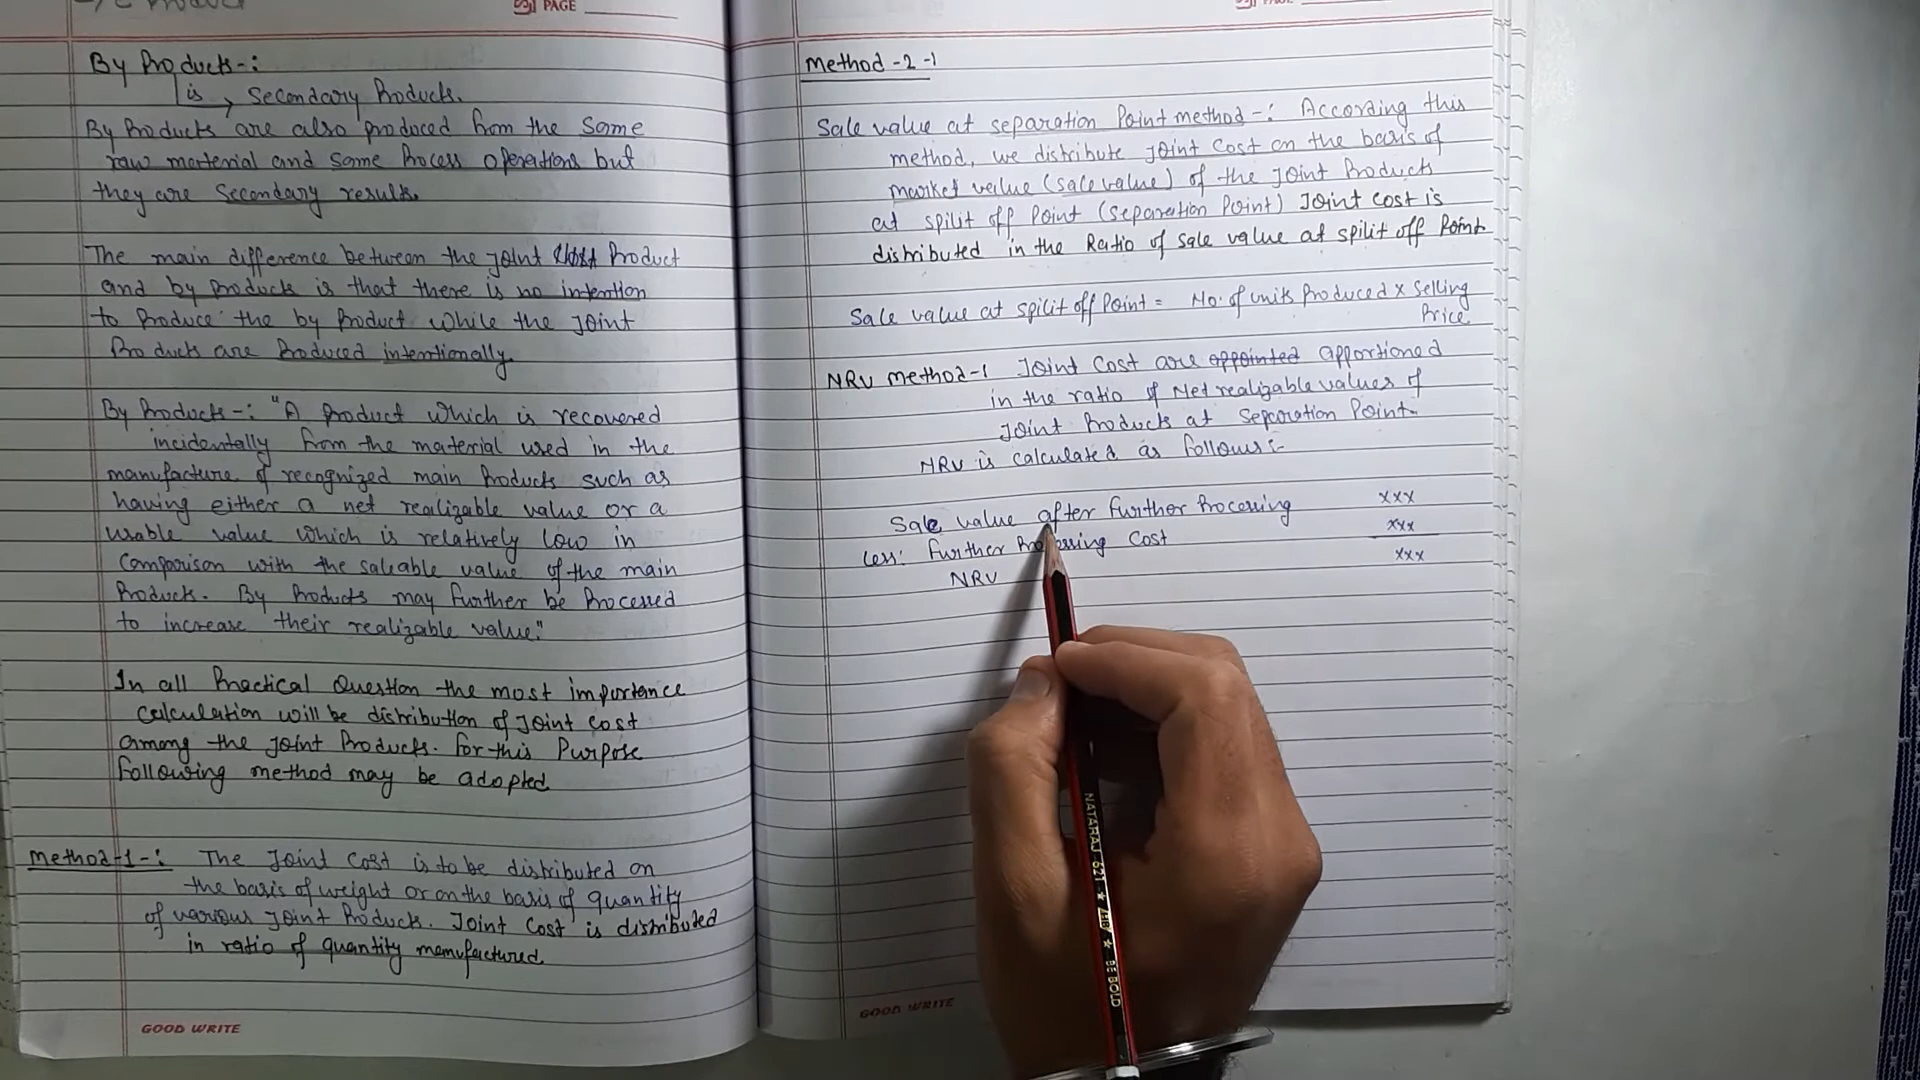 PAGE
By Products-:
is → Secondary Products.
By Products are also produced from the same
raw material and same Process operations but
they are Secondary results.
The main difference between the joint Product
and by products is that there is no intention
to Produce the by Product while the Joint
Products are Produced intentionally.
By Products-: "A Product which is recovered
incidentally from the material used in the
manufacture of recognized main Products such as
having either a net realizable value or a
usable value which is relatively low in
Comparison with the saleable value of the main
Products. By Products may further be Processed
to increase their realizable value."
In all Practical Question the most importance
calculation will be distribution of Joint Cost
among the Joint Products. For this Purpose
following method may be adopted
Method-1-: The Joint Cost is to be distributed on
the basis of weight or on the basis of quantity
of various Joint Products. Joint Cost is distributed
in ratio of quantity manufactured.
GOOD WRITE
Method-2-1
Sale value at separation Point method-: According this
method, we distribute Joint Cost on the basis of
market value (sale value) of the Joint Products
at spilit off Point (Separation Point) Joint Cost is
distributed in the Ratio of Sale value at spilit off Point
Sale value at spilit off Point = No. of units Produced × Selling
Price
NRV method-1 Joint Cost are appointed apportioned
in the ratio of Net realizable values of
Joint Products at Separation Point.
NRV is Calculated as follows:-
Sale value after Further Processing xxx
Less: Further Processing Cost xxx
NRV xxx
GOOD WRITE
NATARAJ 621 ★ HB ★ BE BOLD